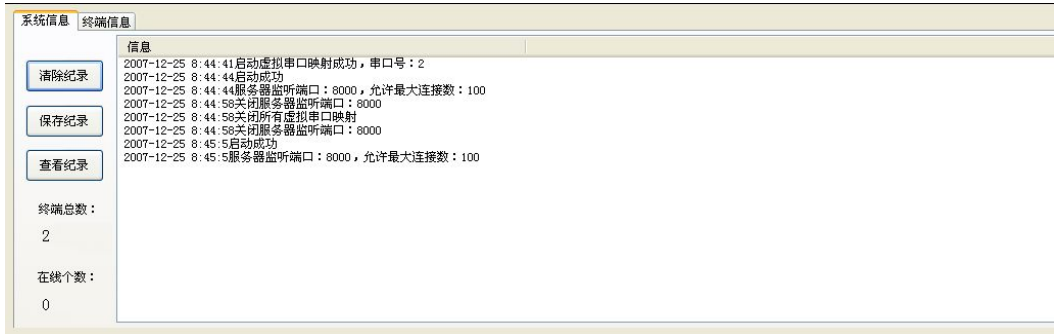 系统信息 终端信息
信息
清除纪录
保存纪录
查看纪录
终端总数：
2
在线个数：
0
2007-12-25 8:44:41启动虚拟串口映射成功，串口号：2
2007-12-25 8:44:44启动成功
2007-12-25 8:44:44服务器监听端口：8000，允许最大连接数：100
2007-12-25 8:44:58关闭服务器监听端口：8000
2007-12-25 8:44:58关闭所有虚拟串口映射
2007-12-25 8:44:58关闭服务器监听端口：8000
2007-12-25 8:45:5启动成功
2007-12-25 8:45:5服务器监听端口：8000，允许最大连接数：100